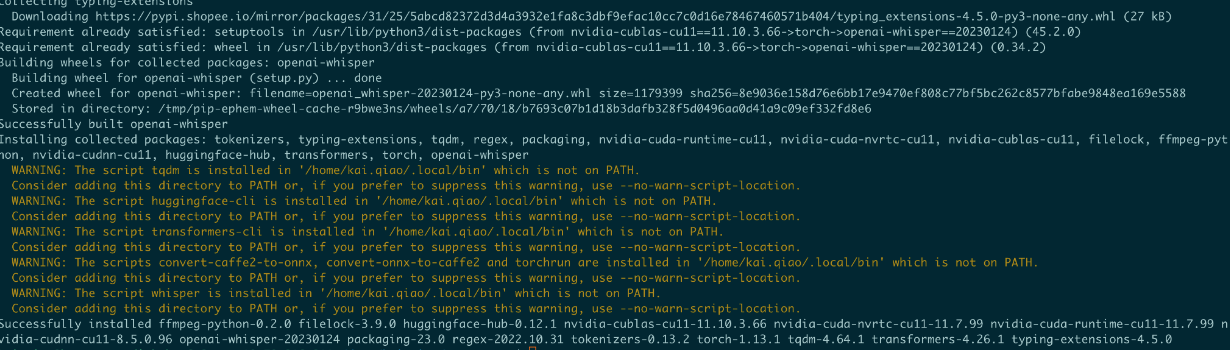 Collecting typing-extensions
  Downloading https://pypi.shopee.io/mirror/packages/31/25/5abcd82372d3d4a3932e1fa8c3dbf9efac10cc7c0d16e78467460571b404/typing_extensions-4.5.0-py3-none-any.whl (27 kB)
Requirement already satisfied: setuptools in /usr/lib/python3/dist-packages (from nvidia-cublas-cu11==11.10.3.66->torch->openai-whisper==20230124) (45.2.0)
Requirement already satisfied: wheel in /usr/lib/python3/dist-packages (from nvidia-cublas-cu11==11.10.3.66->torch->openai-whisper==20230124) (0.34.2)
Building wheels for collected packages: openai-whisper
  Building wheel for openai-whisper (setup.py) ... done
  Created wheel for openai-whisper: filename=openai_whisper-20230124-py3-none-any.whl size=1179399 sha256=8e9036e158d76e6bb17e9470ef808c77bf5bc262c8577bfabe9848ea169e5588
  Stored in directory: /tmp/pip-ephem-wheel-cache-r9bwe3ns/wheels/a7/70/18/b7693c07b1d18b3dafb328f5d0496aa0d41a9c09ef332fd8e6
Successfully built openai-whisper
Installing collected packages: tokenizers, typing-extensions, tqdm, regex, packaging, nvidia-cuda-runtime-cu11, nvidia-cuda-nvrtc-cu11, nvidia-cublas-cu11, filelock, ffmpeg-pyt
hon, nvidia-cudnn-cu11, huggingface-hub, transformers, torch, openai-whisper
  WARNING: The script tqdm is installed in '/home/kai.qiao/.local/bin' which is not on PATH.
  Consider adding this directory to PATH or, if you prefer to suppress this warning, use --no-warn-script-location.
  WARNING: The script huggingface-cli is installed in '/home/kai.qiao/.local/bin' which is not on PATH.
  Consider adding this directory to PATH or, if you prefer to suppress this warning, use --no-warn-script-location.
  WARNING: The script transformers-cli is installed in '/home/kai.qiao/.local/bin' which is not on PATH.
  Consider adding this directory to PATH or, if you prefer to suppress this warning, use --no-warn-script-location.
  WARNING: The scripts convert-caffe2-to-onnx, convert-onnx-to-caffe2 and torchrun are installed in '/home/kai.qiao/.local/bin' which is not on PATH.
  Consider adding this directory to PATH or, if you prefer to suppress this warning, use --no-warn-script-location.
  WARNING: The script whisper is installed in '/home/kai.qiao/.local/bin' which is not on PATH.
  Consider adding this directory to PATH or, if you prefer to suppress this warning, use --no-warn-script-location.
Successfully installed ffmpeg-python-0.2.0 filelock-3.9.0 huggingface-hub-0.12.1 nvidia-cublas-cu11-11.10.3.66 nvidia-cuda-nvrtc-cu11-11.7.99 nvidia-cuda-runtime-cu11-11.7.99 n
vidia-cudnn-cu11-8.5.0.96 openai-whisper-20230124 packaging-23.0 regex-2022.10.31 tokenizers-0.13.2 torch-1.13.1 tqdm-4.64.1 transformers-4.26.1 typing-extensions-4.5.0